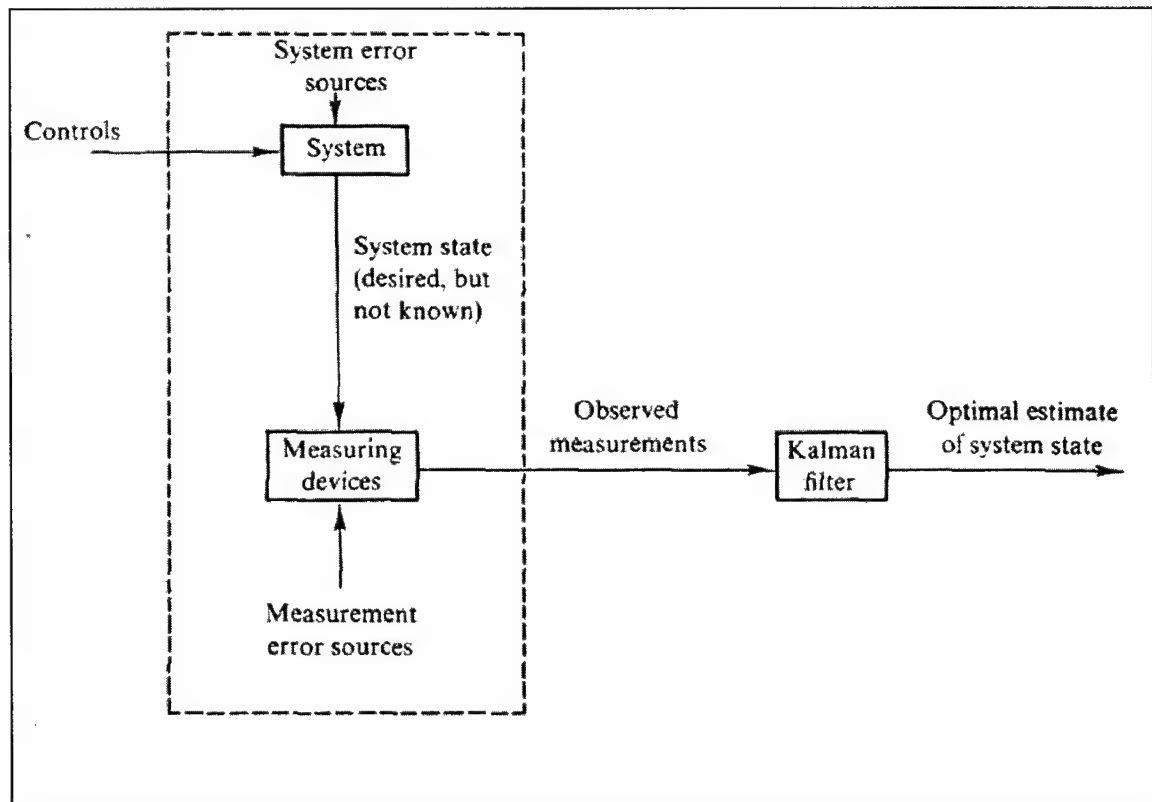 System error
sources
Controls
System
System state
(desired, but
not known)
Measuring
devices
Observed
measurements
Kalman
filter
Optimal estimate
of system state
Measurement
error sources